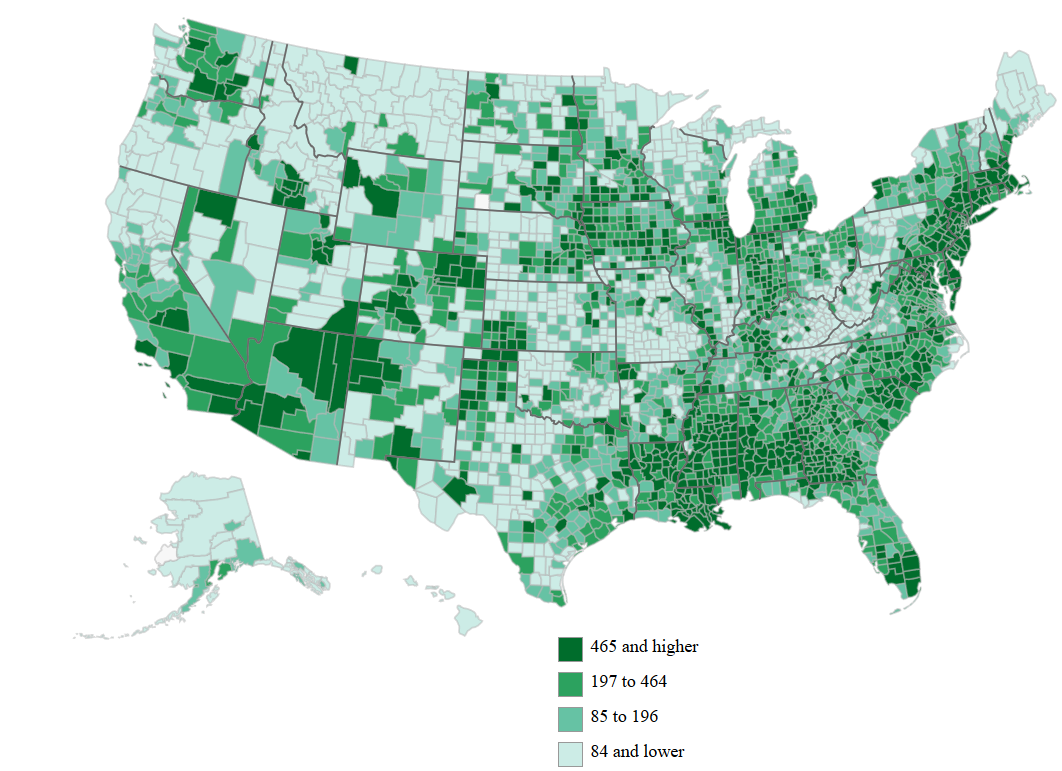 465 and higher
197 to 464
85 to 196
84 and lower